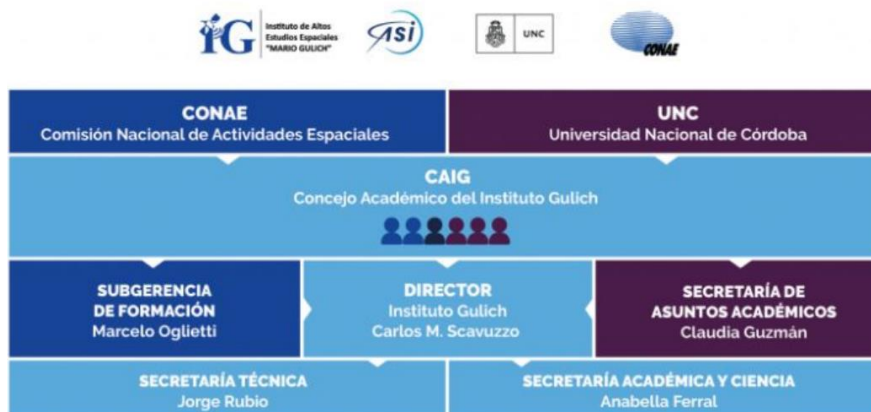 Instituto de Altos
Estudios Espaciales
"MARIO GULICH"
iG
ASI
UNC
CONAE
CONAE
Comisión Nacional de Actividades Espaciales
UNC
Universidad Nacional de Córdoba
CAIG
Concejo Académico del Instituto Gulich
SUBGERENCIA
DE FORMACIÓN
Marcelo Oglietti
DIRECTOR
Instituto Gulich
Carlos M. Scavuzzo
SECRETARÍA DE
ASUNTOS ACADÉMICOS
Claudia Guzmán
SECRETARÍA TÉCNICA
Jorge Rubio
SECRETARÍA ACADÉMICA Y CIENCIA
Anabella Ferral